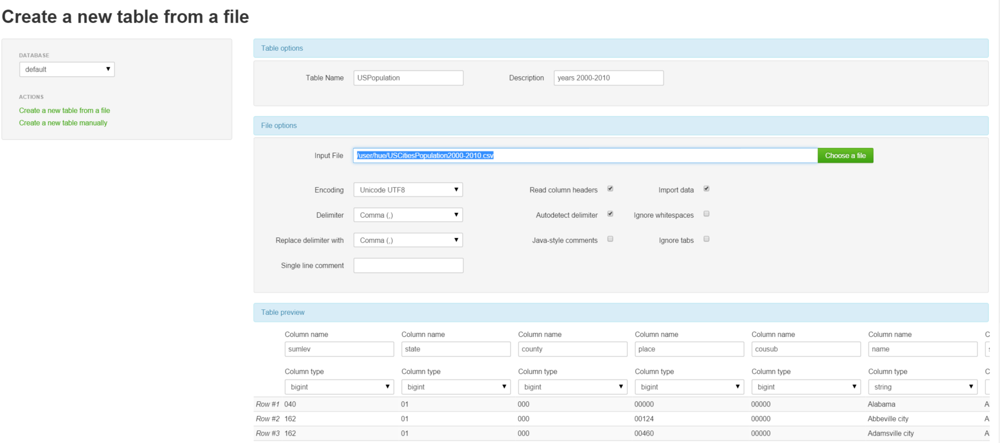 Create a new table from a file
DATABASE
default
ACTIONS
Create a new table from a file
Create a new table manually
Table options
Table Name USPopulation Description years 2000-2010
File options
Input File /user/hue/USCitiesPopulation2000-2010.csv Choose a file
Encoding Unicode UTF8 Read column headers Import data
Delimiter Comma (,) Autodetect delimiter Ignore whitespaces
Replace delimiter with Comma (,) Java-style comments Ignore tabs
Single line comment
Table preview
Column name Column name Column name Column name Column name Column name C
sumlev state county place cousub name
Column type Column type Column type Column type Column type Column type C
bigint bigint bigint bigint bigint string
Row #1 040 01 000 00000 00000 Alabama A
Row #2 162 01 000 00124 00000 Abbeville city A
Row #3 162 01 000 00460 00000 Adamsville city A